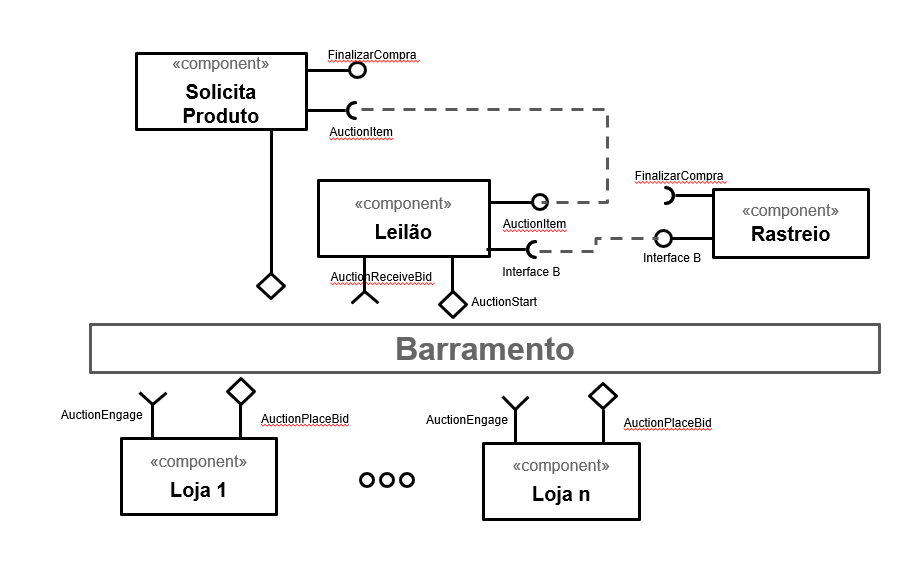 FinalizarCompra
«component»
Solicita
Produto
AuctionItem
FinalizarCompra
«component»
Leilão
AuctionItem
«component»
Rastreio
Interface B
Interface B
AuctionReceiveBid
AuctionStart
Barramento
AuctionEngage
AuctionPlaceBid
AuctionEngage
AuctionPlaceBid
«component»
Loja 1
«component»
Loja n